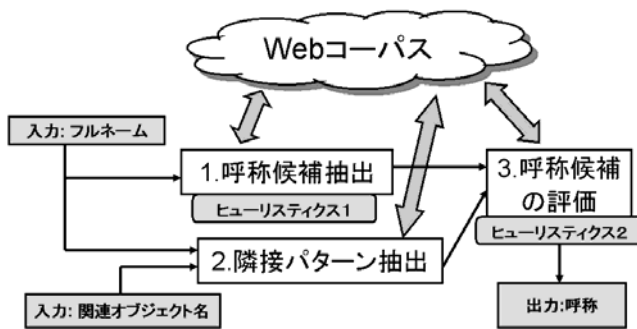 Webコーパス
入力: フルネーム
1.呼称候補抽出
ヒューリスティクス1
3.呼称候補
の評価
ヒューリスティクス2
2.隣接パターン抽出
入力: 関連オブジェクト名
出力:呼称